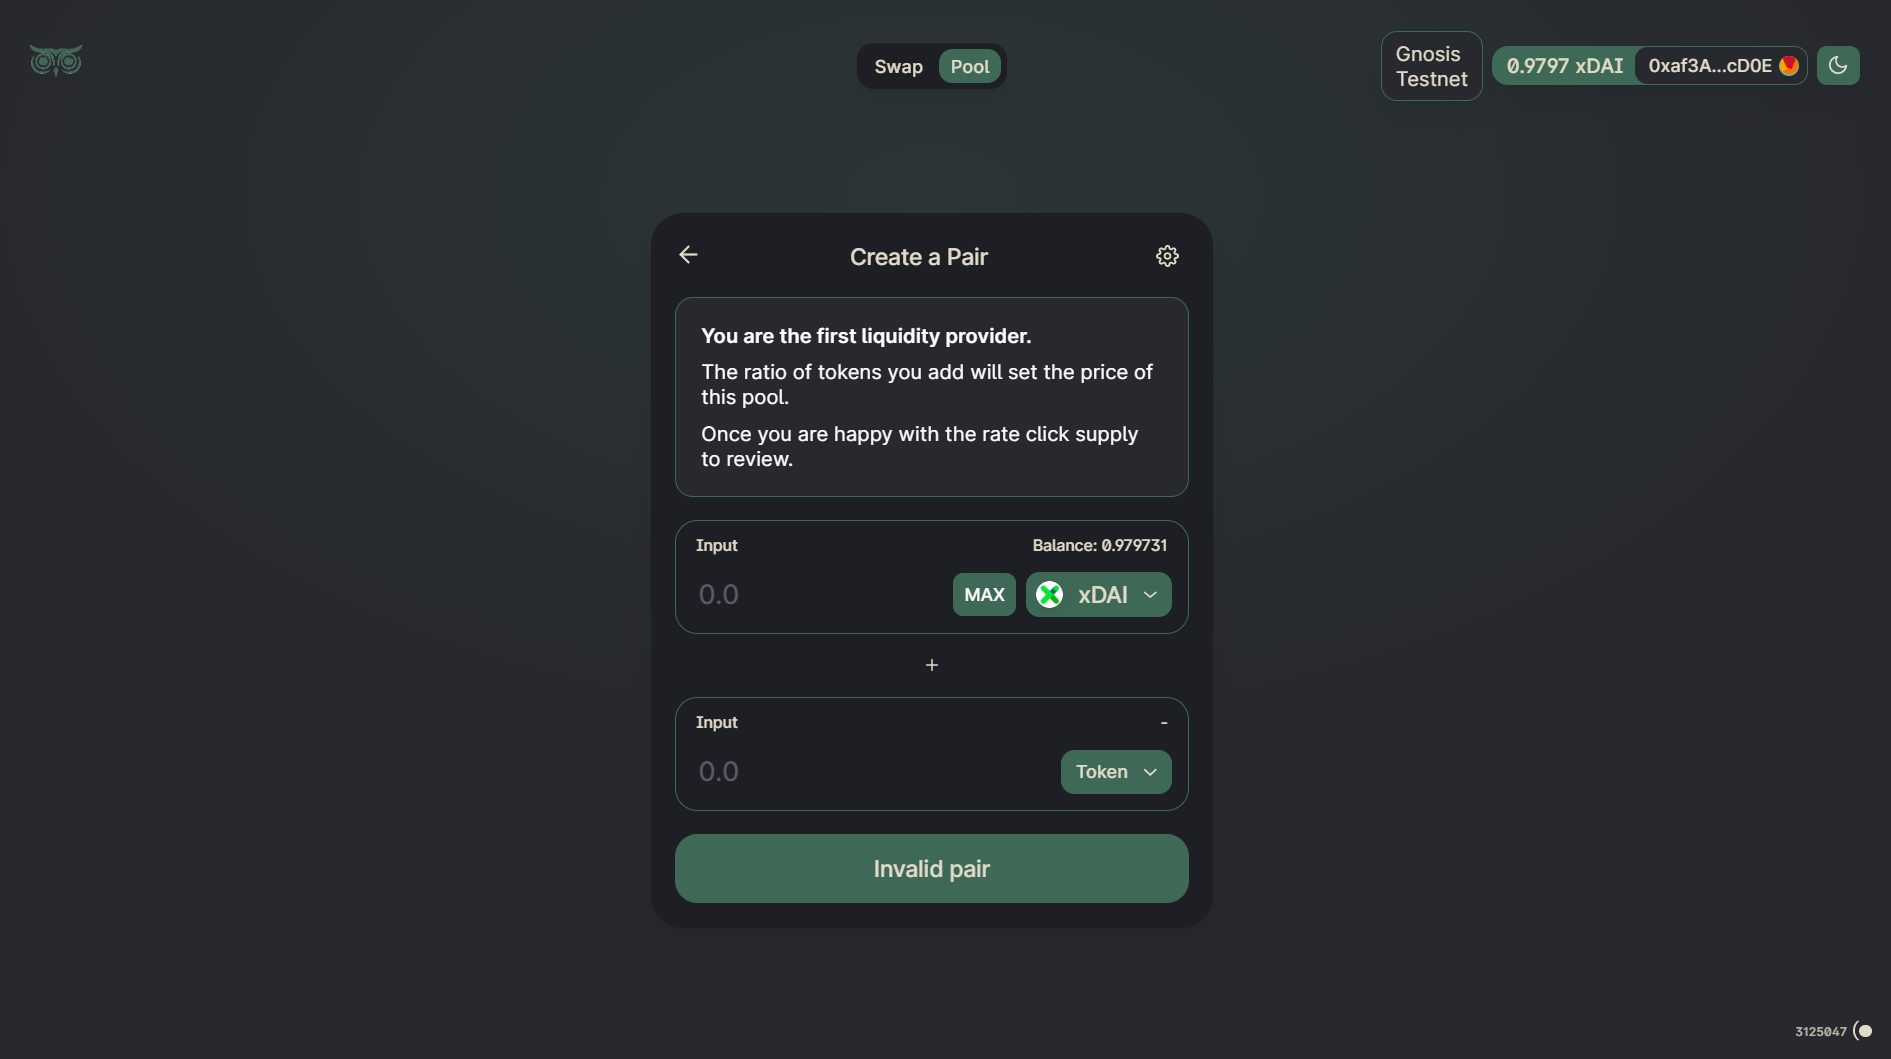 Swap
Pool
Gnosis
Testnet
0.9797 xDAI
0xaf3A...cD0E
Create a Pair
You are the first liquidity provider.
The ratio of tokens you add will set the price of
this pool.
Once you are happy with the rate click supply
to review.
Input
Balance: 0.979731
0.0
MAX
xDAI
+
Input
-
0.0
Token
Invalid pair
3125047